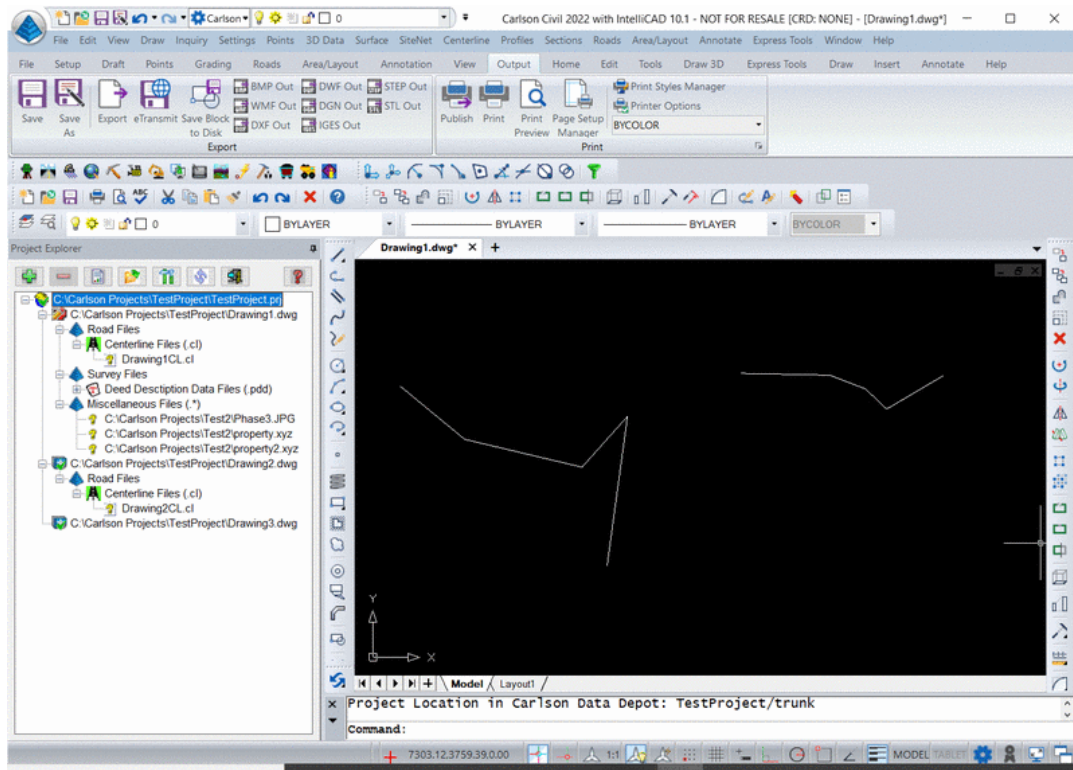 Carlson 0 Carlson Civil 2022 with IntelliCAD 10.1 - NOT FOR RESALE [CRD: NONE] - [Drawing1.dwg*]
File Edit View Draw Inquiry Settings Points 3D Data Surface SiteNet Centerline Profiles Sections Roads Area/Layout Annotate Express Tools Window Help
File Setup Draft Points Grading Roads Area/Layout Annotation View Output Home Edit Tools Draw 3D Express Tools Draw Insert Annotate Help
BMP Out DWF Out STEP Out Print Styles Manager
WMF Out DGN Out STL Out Printer Options
Save Save As Export eTransmit Save Block to Disk DXF Out IGES Out Publish Print Print Preview Page Setup Manager BYCOLOR
Export Print
0 BYLAYER BYLAYER BYLAYER BYCOLOR
Project Explorer
Drawing1.dwg*
C:\Carlson Projects\TestProject\TestProject.prj
C:\Carlson Projects\TestProject\Drawing1.dwg
Road Files
Centerline Files (.cl)
Drawing1CL.cl
Survey Files
Deed Desctiption Data Files (.pdd)
Miscellaneous Files (.*)
C:\Carlson Projects\Test2\Phase3.JPG
C:\Carlson Projects\Test2\property.xyz
C:\Carlson Projects\Test2\property2.xyz
C:\Carlson Projects\TestProject\Drawing2.dwg
Road Files
Centerline Files (.cl)
Drawing2CL.cl
C:\Carlson Projects\TestProject\Drawing3.dwg
Y
X
Model Layout1
Project Location in Carlson Data Depot: TestProject/trunk
Command:
7303.12,3759.39,0.00 1:1 MODEL TABLET